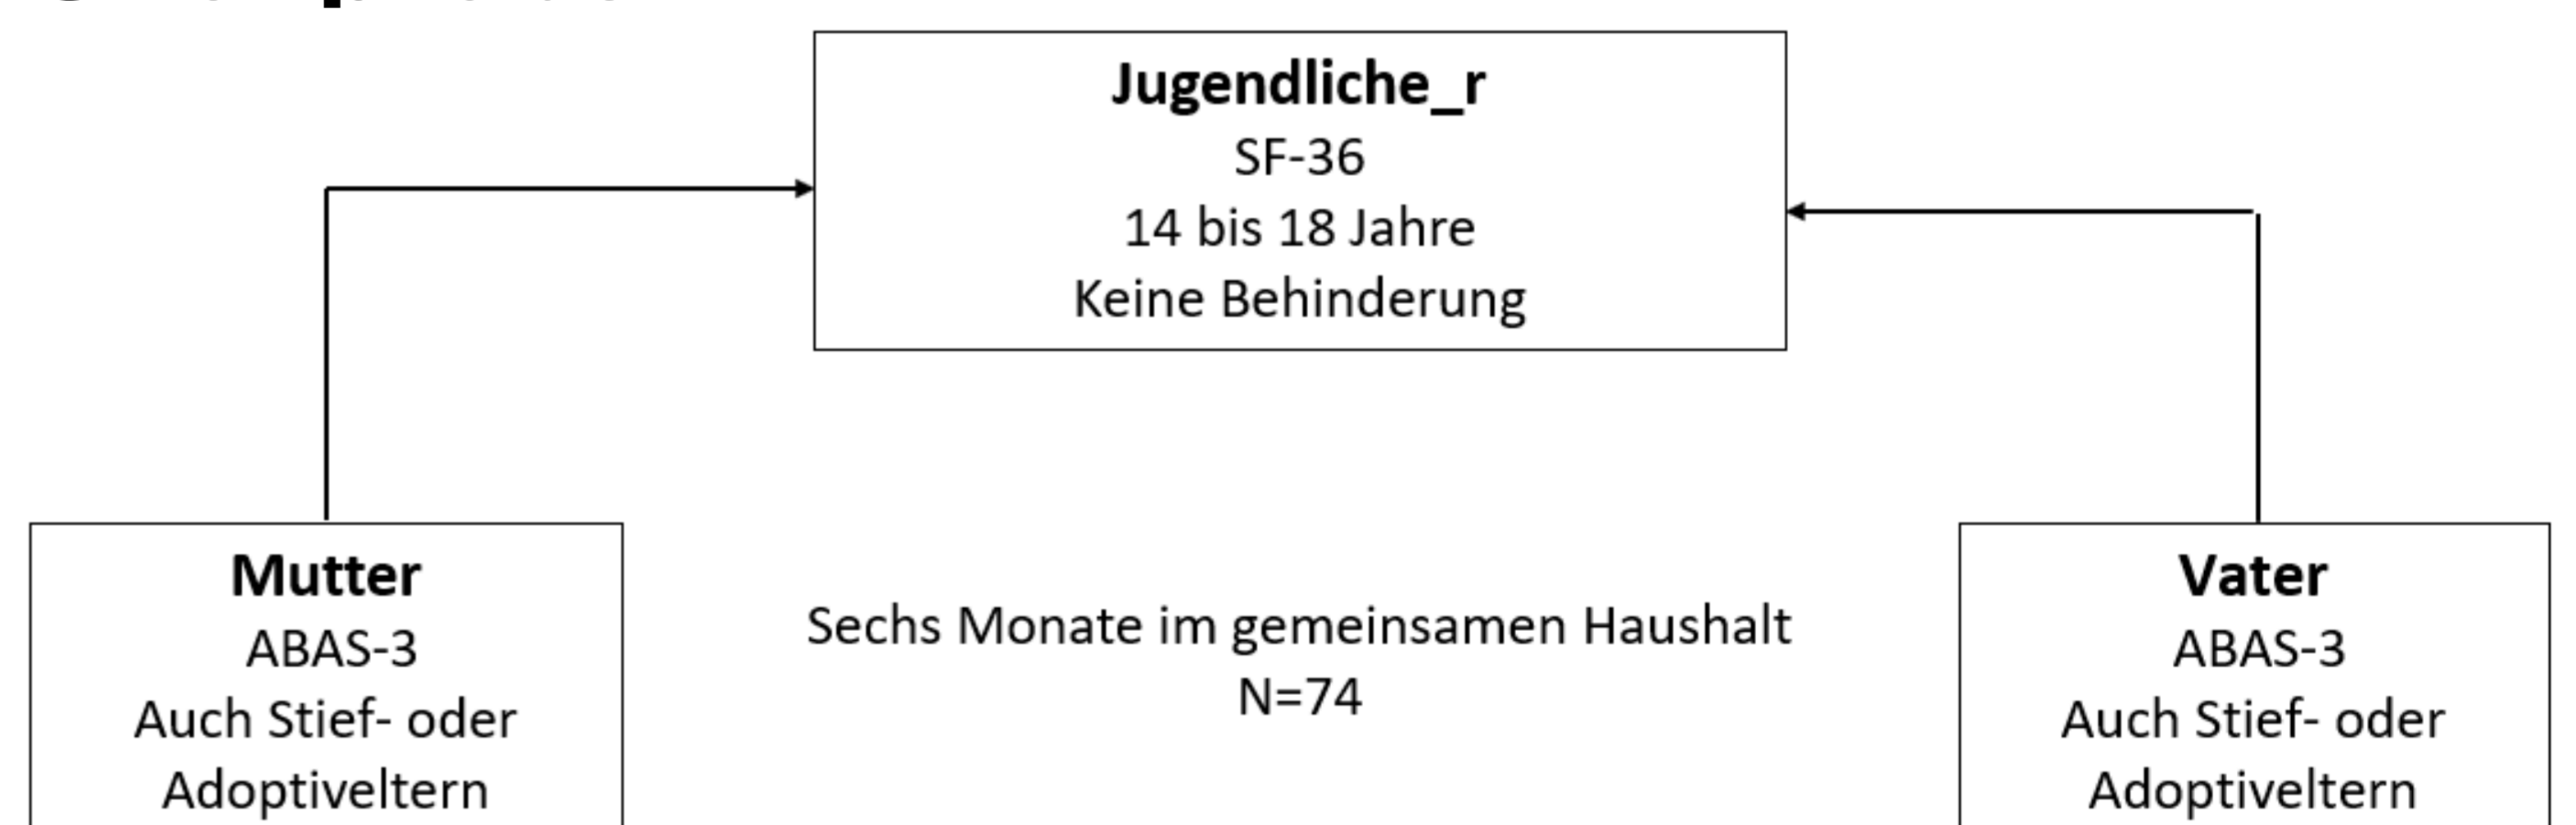 Jugendliche_r
SF-36
14 bis 18 Jahre
Keine Behinderung
Mutter
ABAS-3
Auch Stief- oder
Adoptiveltern
Sechs Monate im gemeinsamen Haushalt
N=74
Vater
ABAS-3
Auch Stief- oder
Adoptiveltern